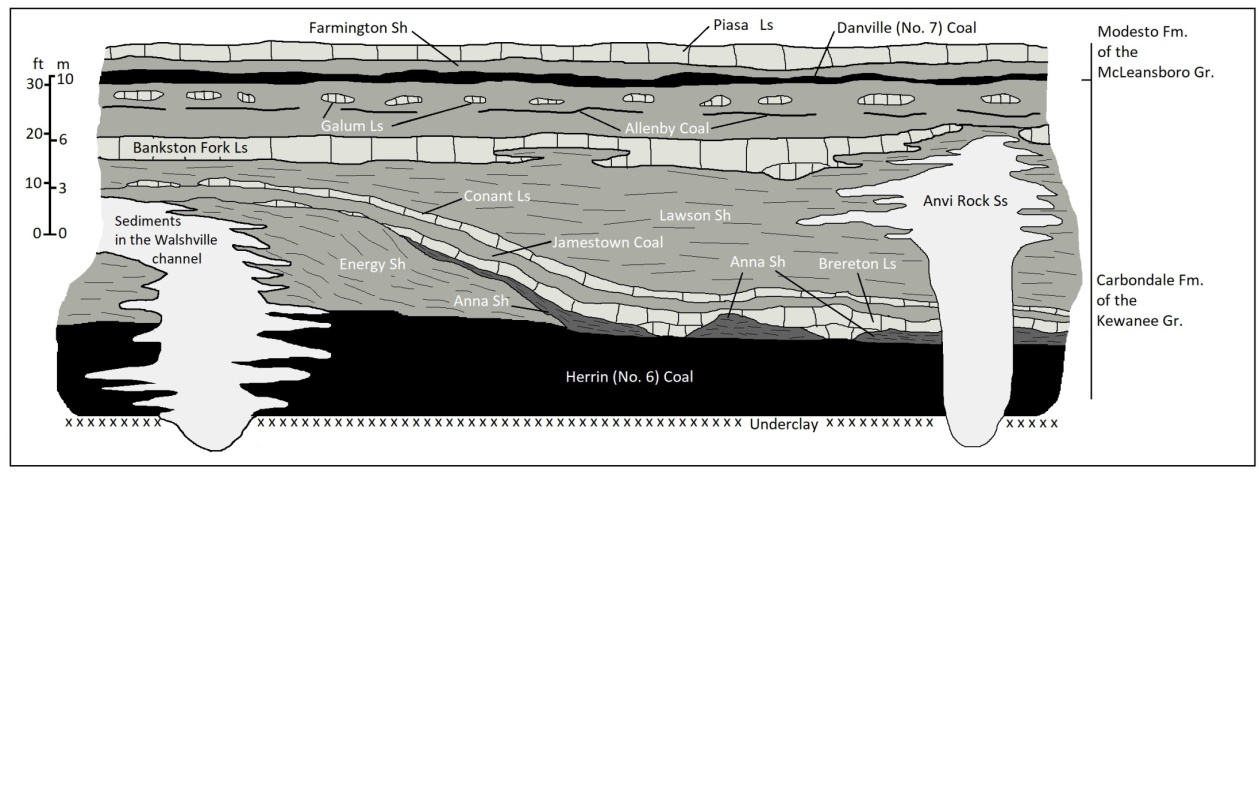 Farmington Sh
Piasa Ls
Danville (No. 7) Coal
Modesto Fm.
of the
McLeansboro Gr.
ft m
30 10
20 6
10 3
0 0
Galum Ls
Allenby Coal
Bankston Fork Ls
Conant Ls
Lawson Sh
Anvi Rock Ss
Sediments
in the Walshville
channel
Jamestown Coal
Energy Sh
Anna Sh
Brereton Ls
Anna Sh
Carbondale Fm.
of the
Kewanee Gr.
Herrin (No. 6) Coal
x x x x x x x x x x x x x x x x x x x x x x x x x x x x x x x x x x x x x x x x x x x x x x x x x x x x x x x Underclay x x x x x x x x x x x x x x x x